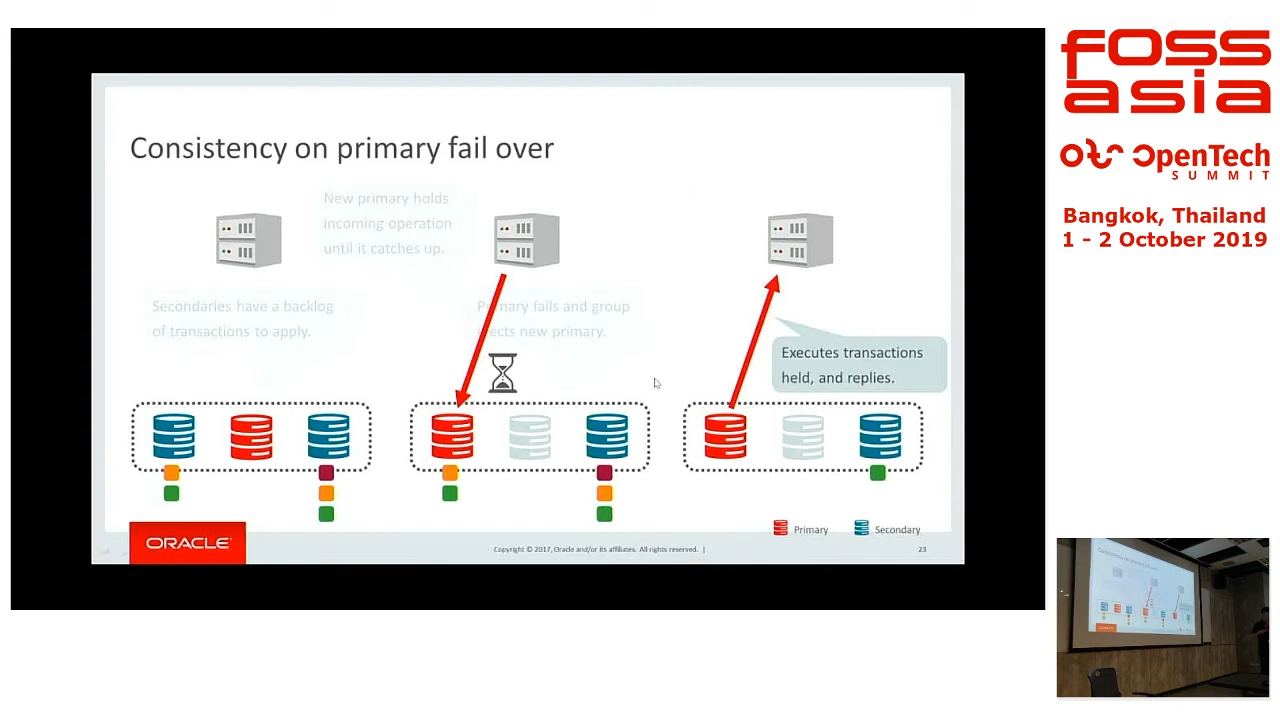 Consistency on primary fail over
New primary holds
incoming operation
until it catches up.
Secondaries have a backlog
of transactions to apply.
Primary fails and group
elects new primary.
Executes transactions
held, and replies.
Primary
Secondary
ORACLE
Copyright © 2017, Oracle and/or its affiliates. All rights reserved. |
23
FOSS
asia
OpenTech
SUMMIT
Bangkok, Thailand
1 - 2 October 2019